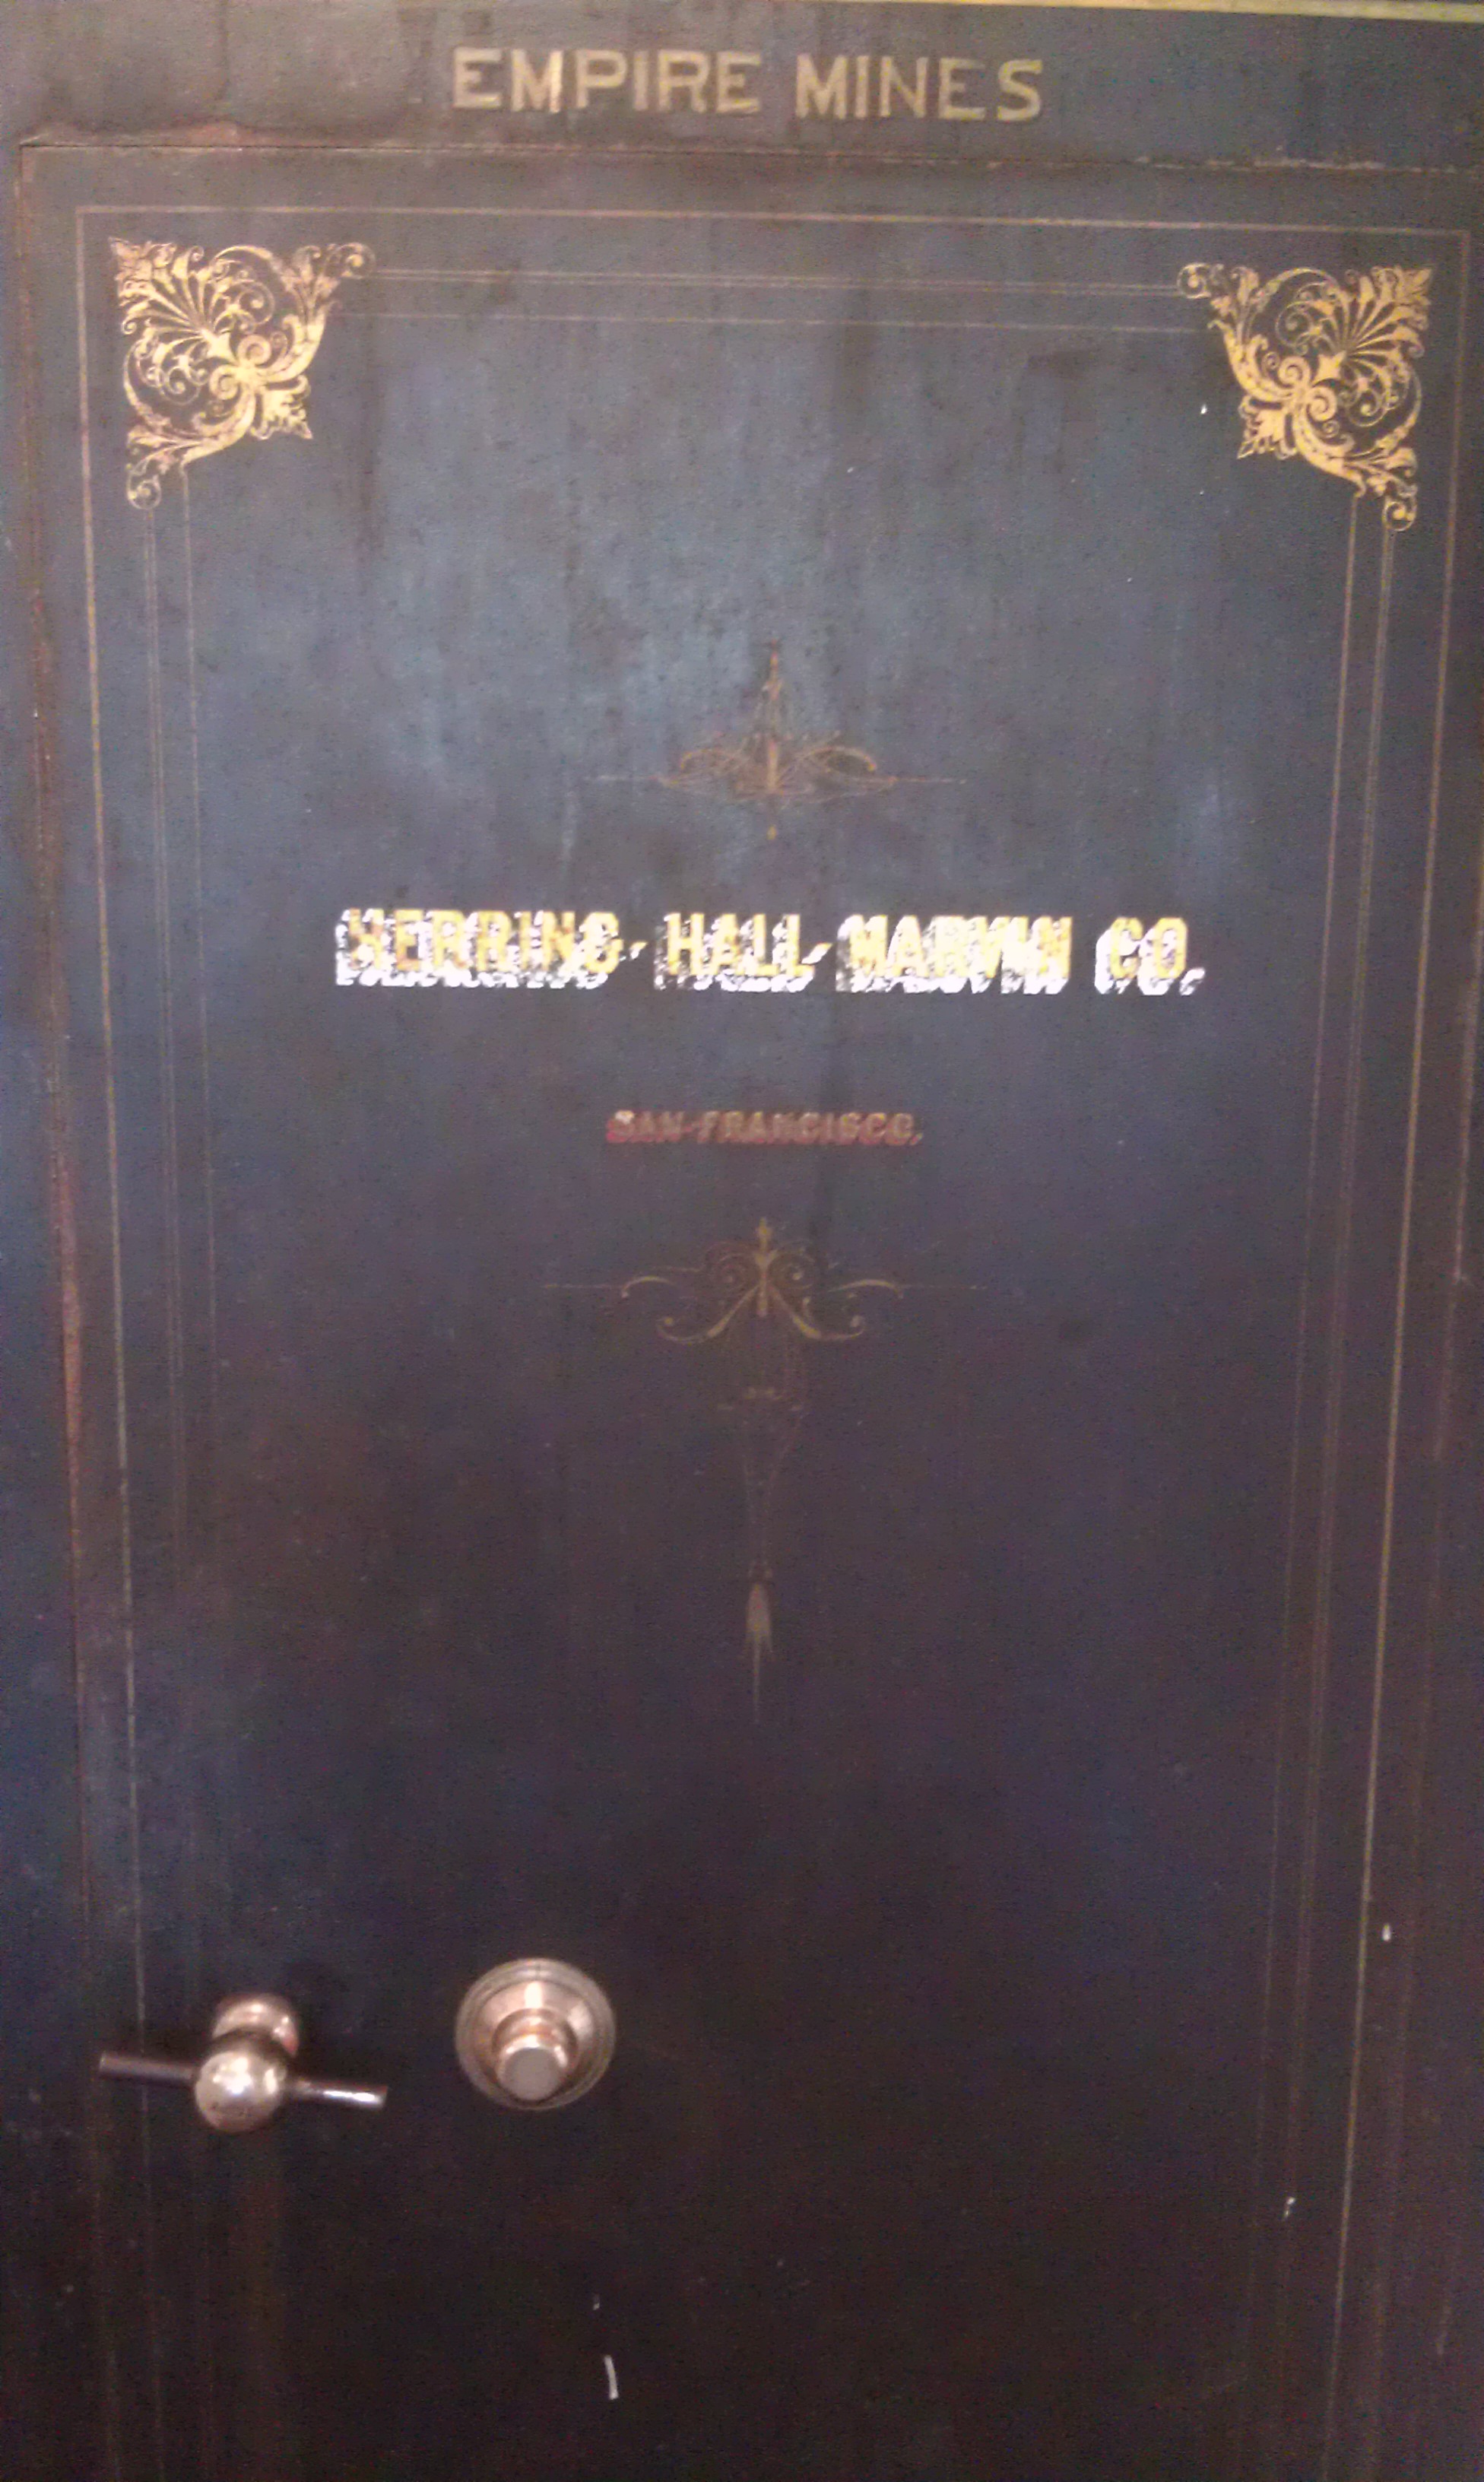 EMPIRE MINES
HERRING-HALL-MARVIN CO.
SAN-FRANCISCO.